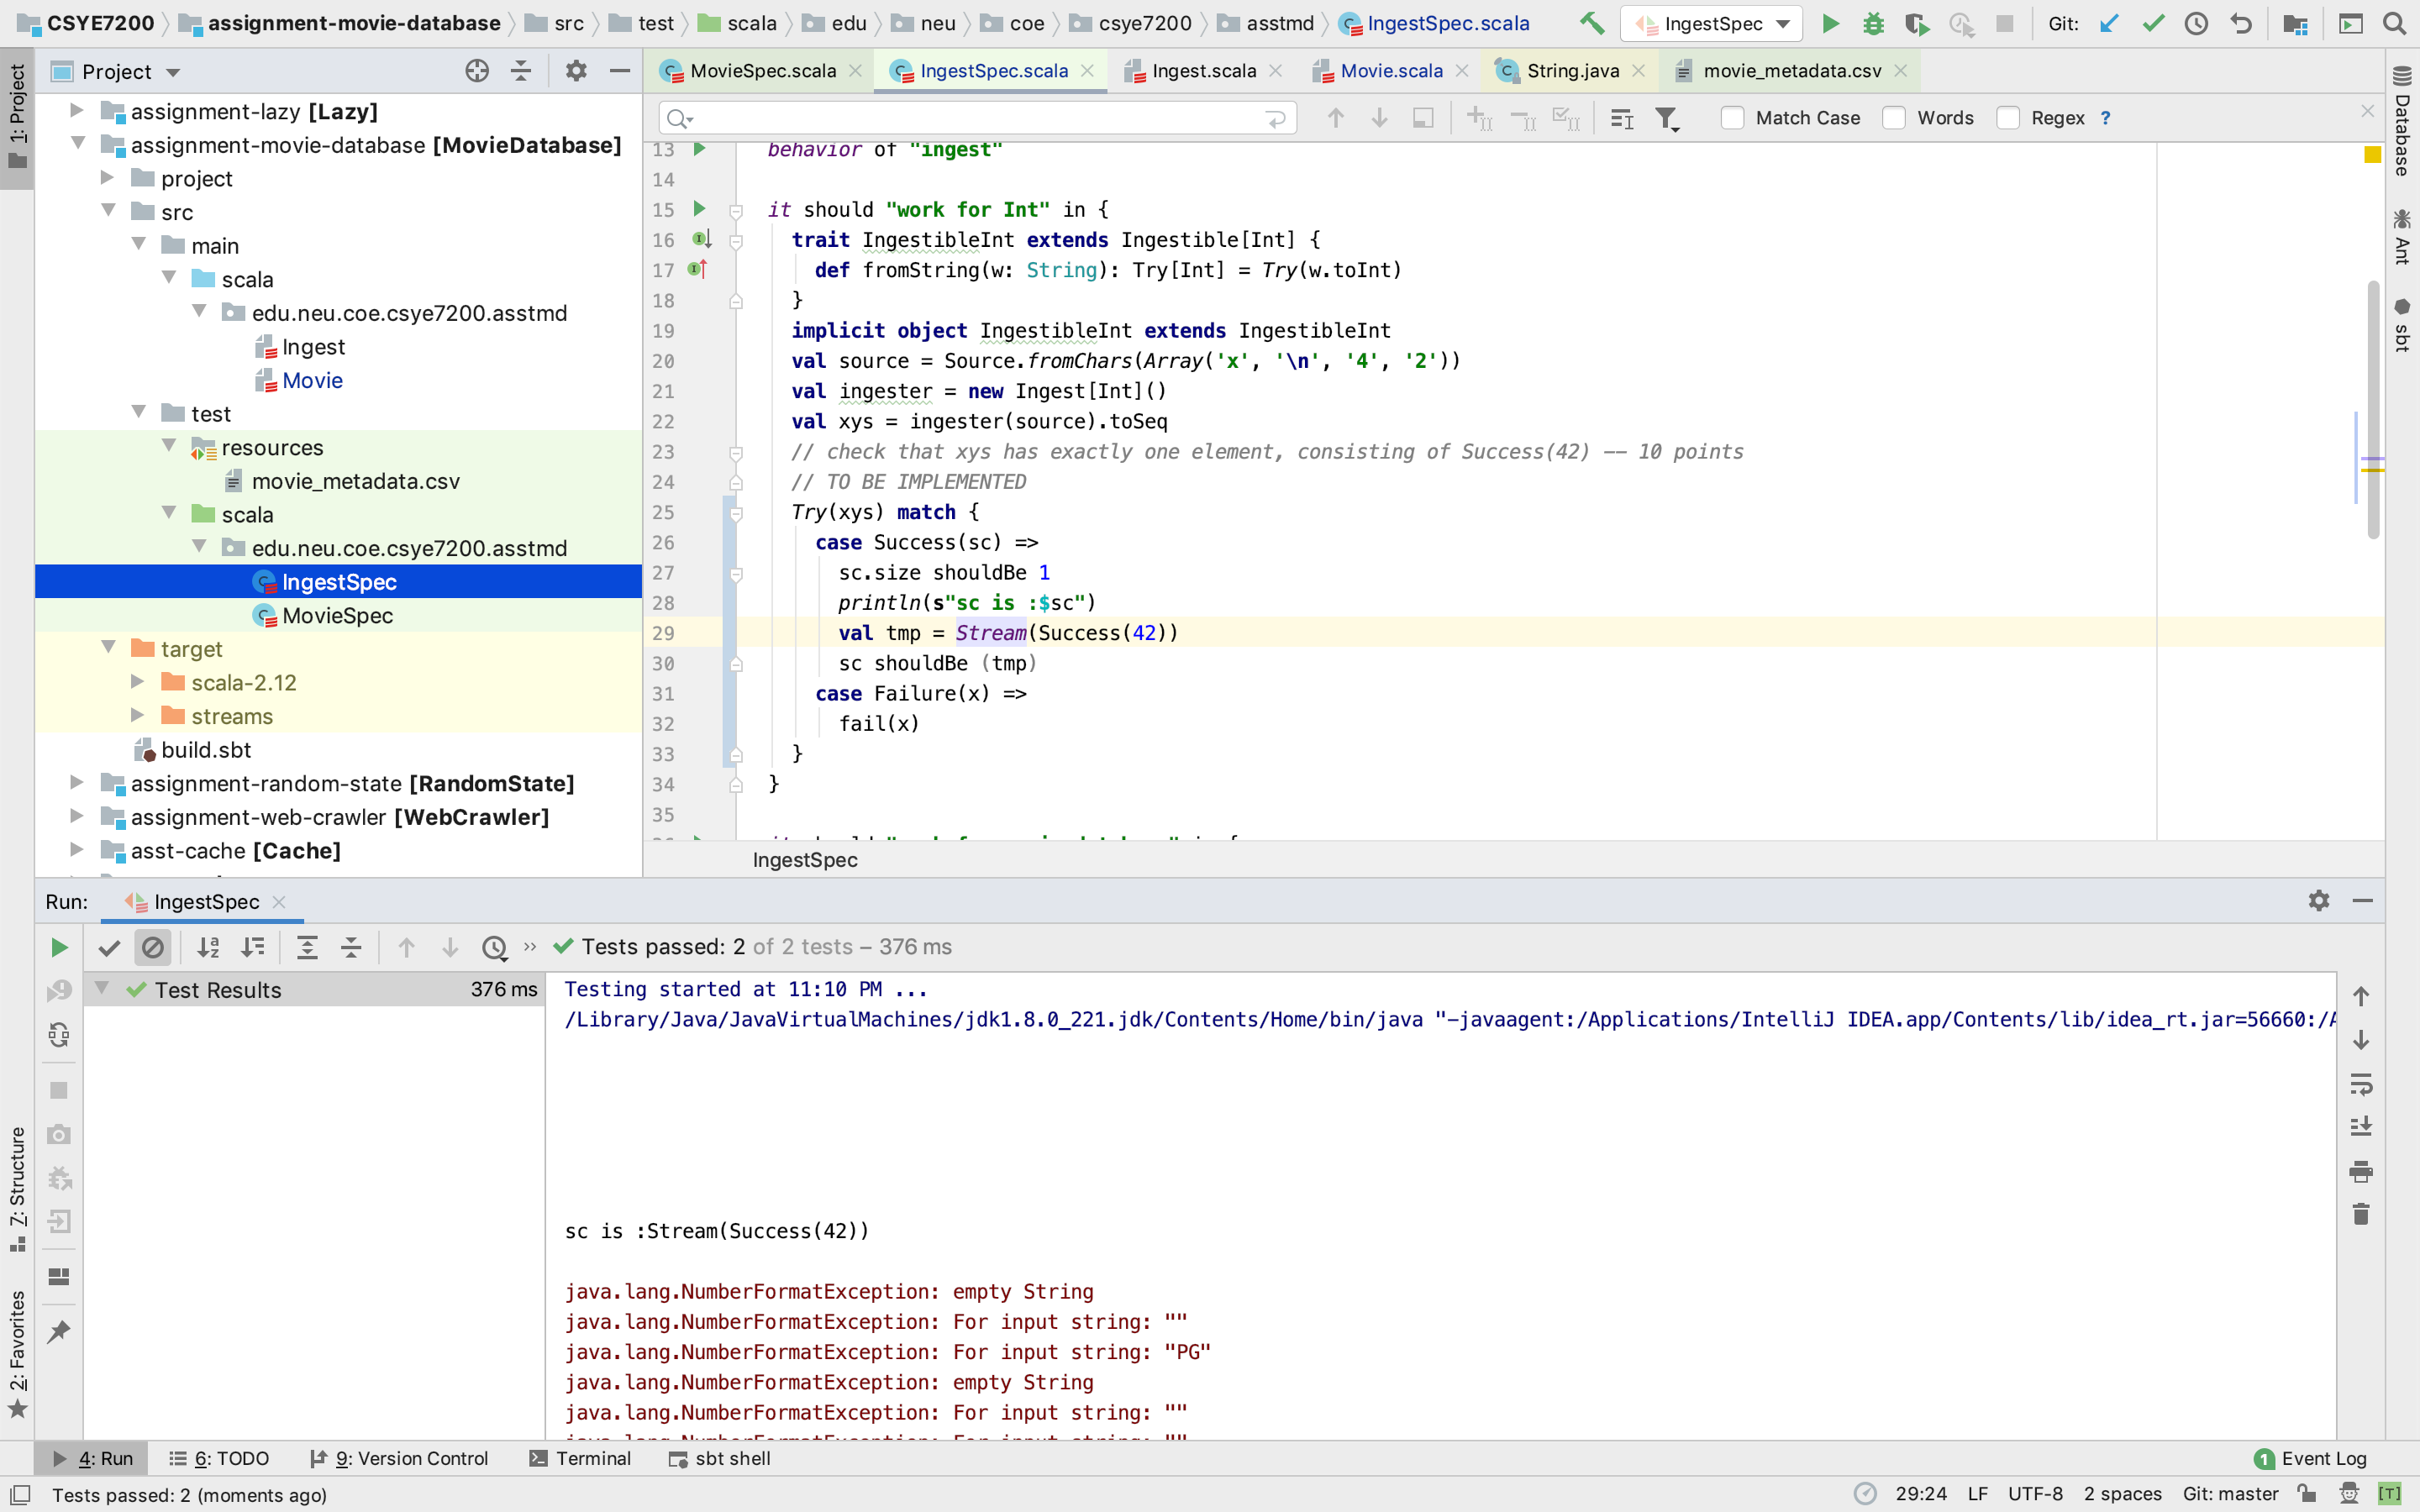 CSYE7200 assignment-movie-database src test scala edu neu coe csye7200 asstmd IngestSpec.scala IngestSpec Git:
1: Project
Project
MovieSpec.scala IngestSpec.scala Ingest.scala Movie.scala String.java movie_metadata.csv
Match Case Words Regex ?
assignment-lazy [Lazy]
assignment-movie-database [MovieDatabase]
project
src
main
scala
edu.neu.coe.csye7200.asstmd
Ingest
Movie
test
resources
movie_metadata.csv
scala
edu.neu.coe.csye7200.asstmd
IngestSpec
MovieSpec
target
scala-2.12
streams
build.sbt
assignment-random-state [RandomState]
assignment-web-crawler [WebCrawler]
asst-cache [Cache]
13 behavior of "ingest"
14
15 it should "work for Int" in {
16 trait IngestibleInt extends Ingestible[Int] {
17 def fromString(w: String): Try[Int] = Try(w.toInt)
18 }
19 implicit object IngestibleInt extends IngestibleInt
20 val source = Source.fromChars(Array('x', '\n', '4', '2'))
21 val ingester = new Ingest[Int]()
22 val xys = ingester(source).toSeq
23 // check that xys has exactly one element, consisting of Success(42) -- 10 points
24 // TO BE IMPLEMENTED
25 Try(xys) match {
26 case Success(sc) =>
27 sc.size shouldBe 1
28 println(s"sc is :$sc")
29 val tmp = Stream(Success(42))
30 sc shouldBe (tmp)
31 case Failure(x) =>
32 fail(x)
33 }
34 }
35
IngestSpec
Database
Ant
sbt
Run: IngestSpec
Tests passed: 2 of 2 tests – 376 ms
Test Results 376 ms
Testing started at 11:10 PM ...
/Library/Java/JavaVirtualMachines/jdk1.8.0_221.jdk/Contents/Home/bin/java "-javaagent:/Applications/IntelliJ IDEA.app/Contents/lib/idea_rt.jar=56660:/A
sc is :Stream(Success(42))
java.lang.NumberFormatException: empty String
java.lang.NumberFormatException: For input string: ""
java.lang.NumberFormatException: For input string: "PG"
java.lang.NumberFormatException: empty String
java.lang.NumberFormatException: For input string: ""
7: Structure
2: Favorites
4: Run 6: TODO 9: Version Control Terminal sbt shell 1 Event Log
Tests passed: 2 (moments ago) 29:24 LF UTF-8 2 spaces Git: master [T]